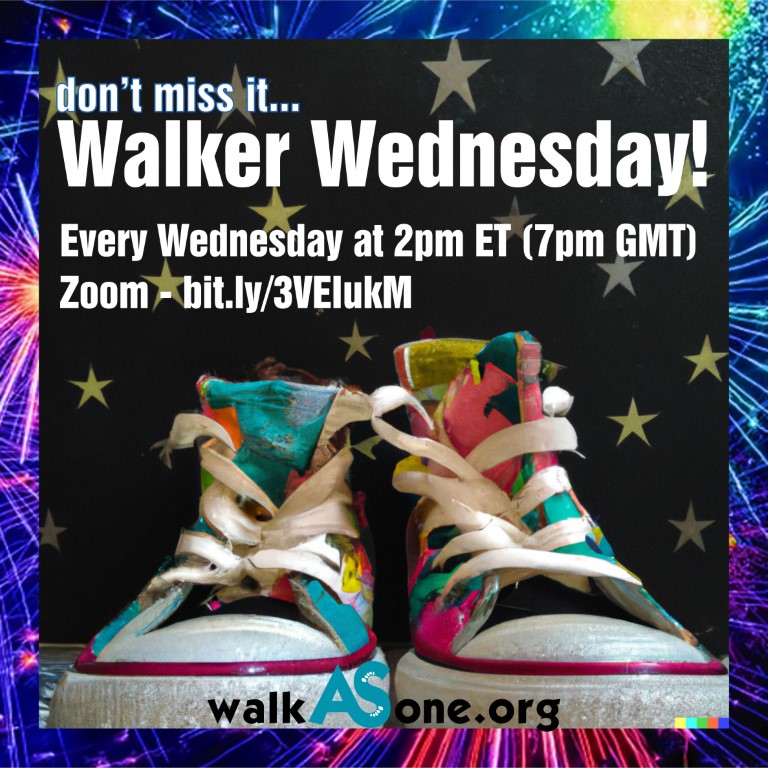 don't miss it...
Walker Wednesday!
Every Wednesday at 2pm ET (7pm GMT)
Zoom - bit.ly/3VEIukM
walkASone.org